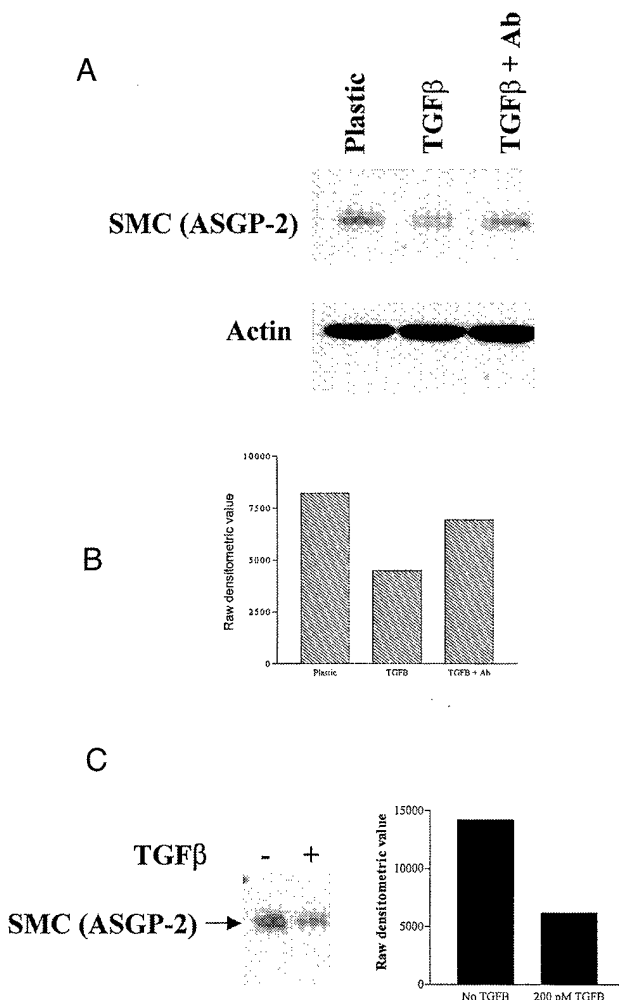 A
Plastic
TGFβ
TGFβ + Ab
SMC (ASGP-2)
Actin
B
Raw densitometric value
10000
7500
5000
2500
0
Plastic
TGFB
TGFB + Ab
C
TGFβ - +
SMC (ASGP-2)
Raw densitometric value
15000
10000
5000
0
No TGFB
200 pM TGFB